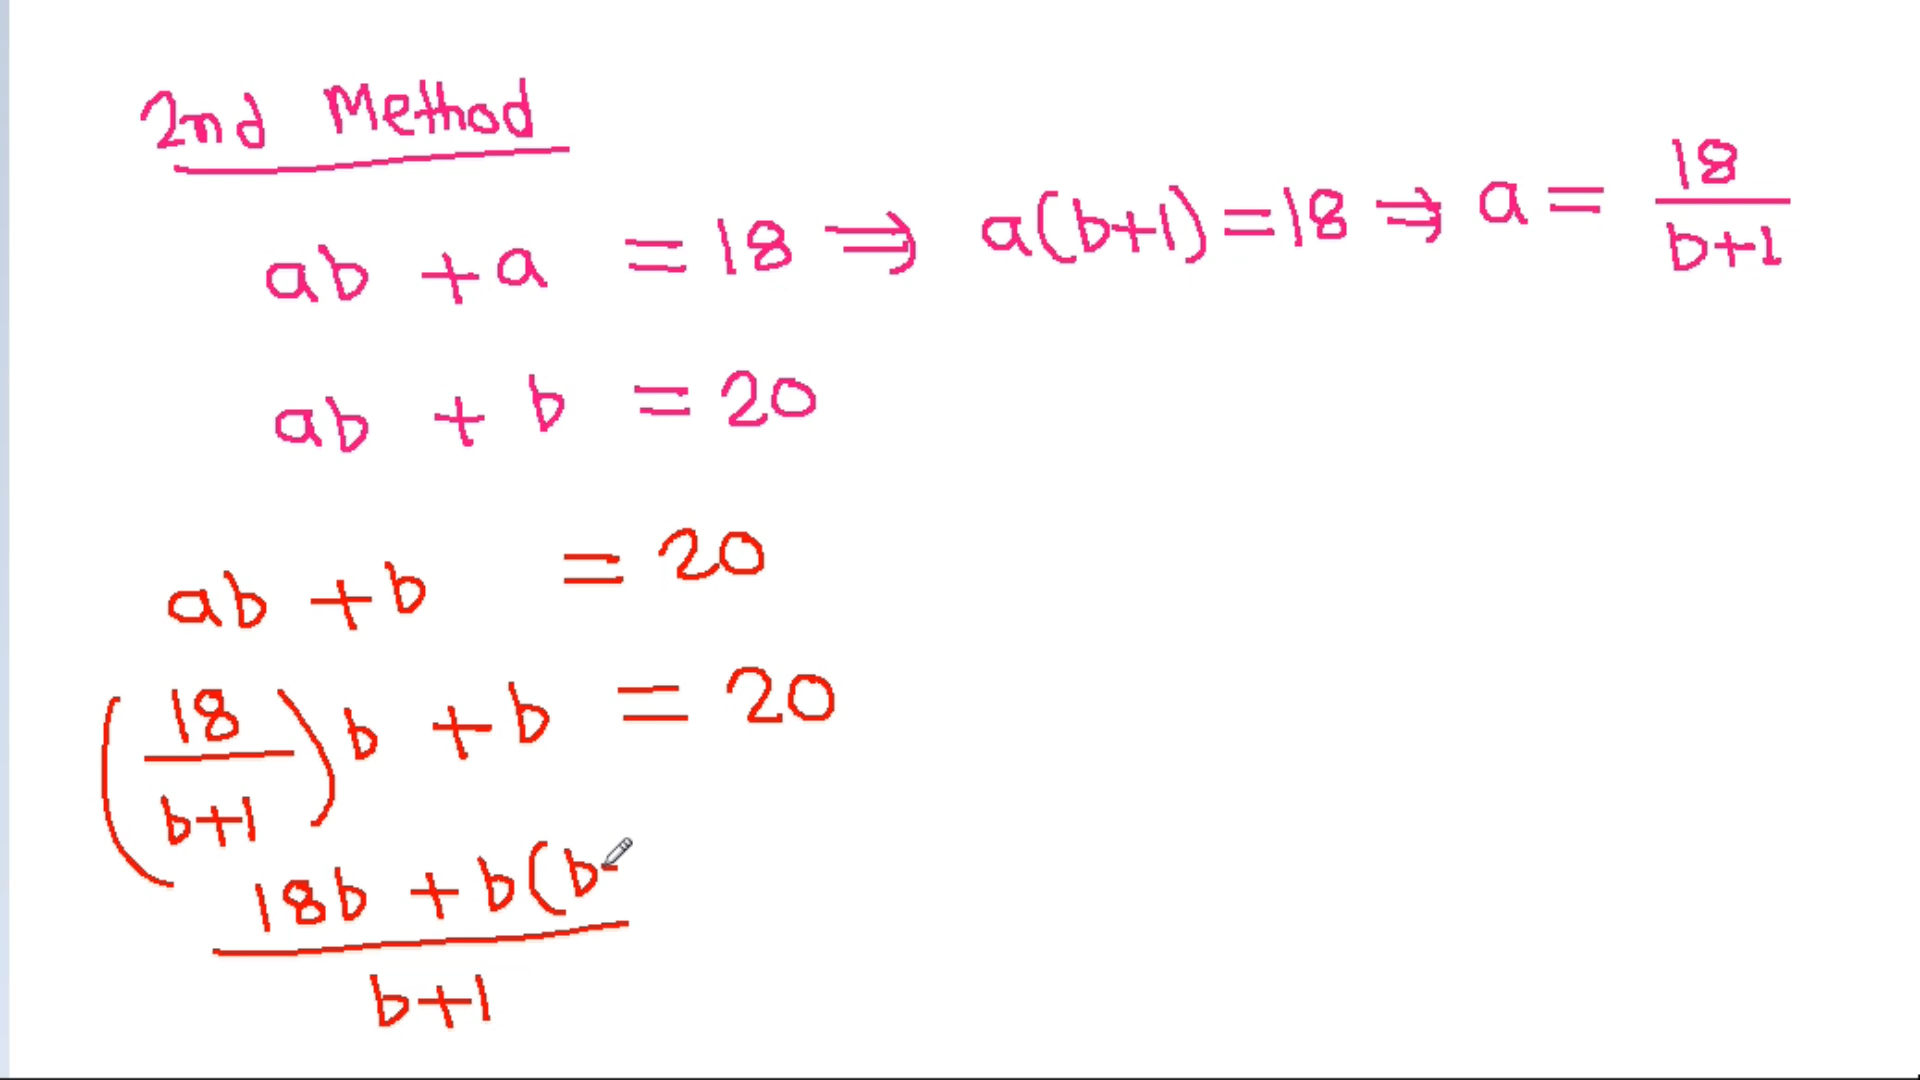 2nd Method
ab + a = 18 ⇒ a(b+1) = 18 ⇒ a = 18/(b+1)
ab + b = 20
ab + b = 20
(18/(b+1))b + b = 20
18b + b(b-
b+1